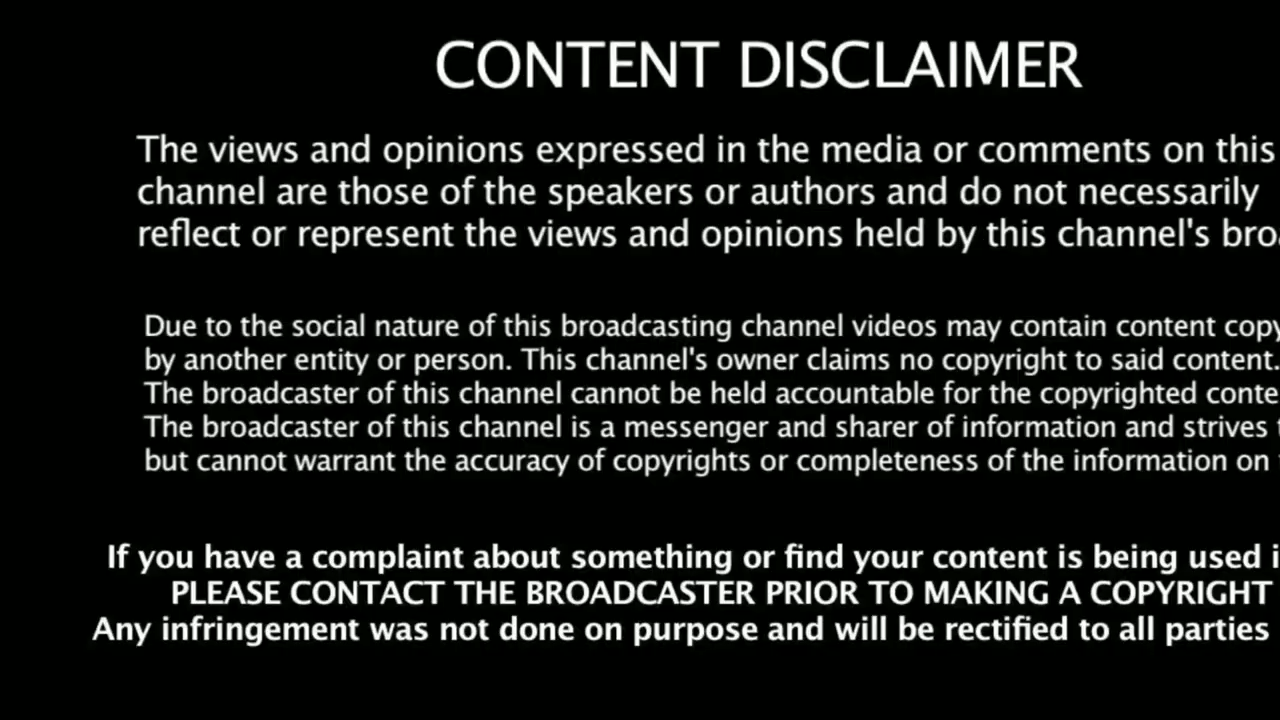 CONTENT DISCLAIMER
The views and opinions expressed in the media or comments on this
channel are those of the speakers or authors and do not necessarily
reflect or represent the views and opinions held by this channel's
Due to the social nature of this broadcasting channel videos may contain content
by another entity or person. This channel's owner claims no copyright to said content.
The broadcaster of this channel cannot be held accountable for the copyrighted
The broadcaster of this channel is a messenger and sharer of information and strives
but cannot warrant the accuracy of copyrights or completeness of the information on
If you have a complaint about something or find your content is being used
PLEASE CONTACT THE BROADCASTER PRIOR TO MAKING A COPYRIGHT
Any infringement was not done on purpose and will be rectified to all parties